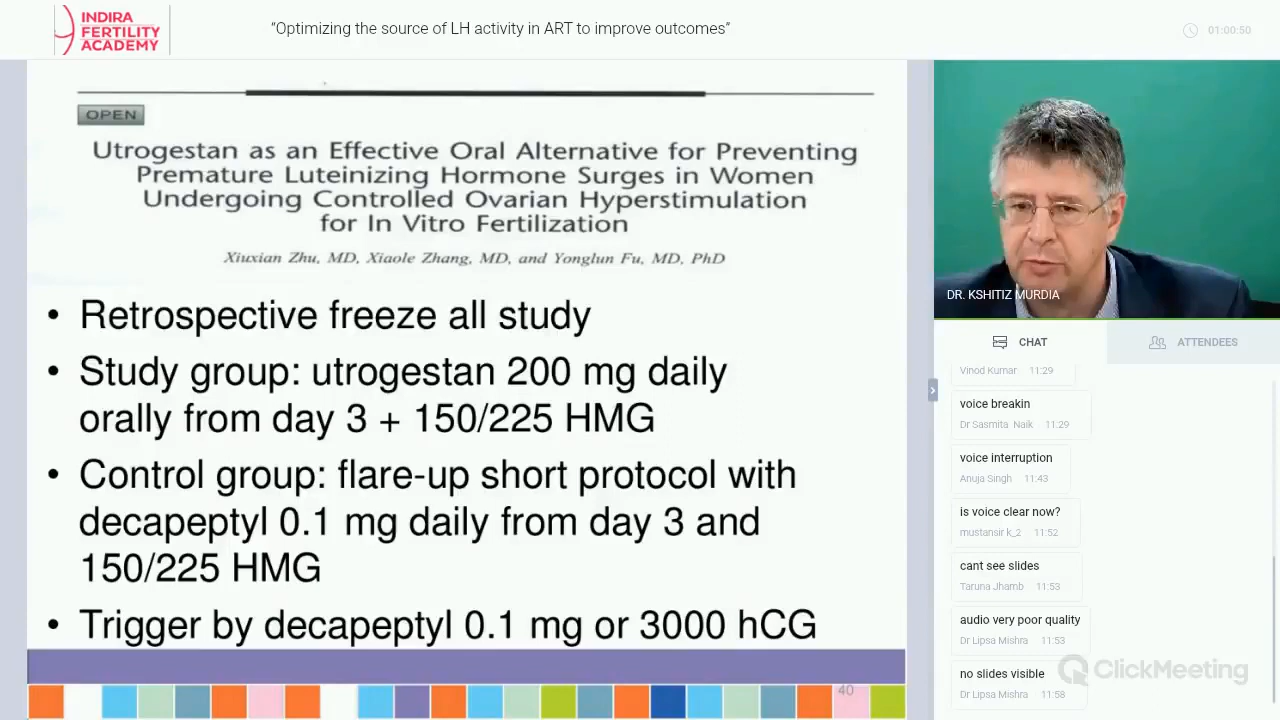 INDIRA
FERTILITY
ACADEMY
“Optimizing the source of LH activity in ART to improve outcomes”
01:00:50
OPEN
Utrogestan as an Effective Oral Alternative for Preventing
Premature Luteinizing Hormone Surges in Women
Undergoing Controlled Ovarian Hyperstimulation
for In Vitro Fertilization
Xiuxian Zhu, MD, Xiaole Zhang, MD, and Yonglun Fu, MD, PhD
• Retrospective freeze all study
• Study group: utrogestan 200 mg daily
orally from day 3 + 150/225 HMG
• Control group: flare-up short protocol with
decapeptyl 0.1 mg daily from day 3 and
150/225 HMG
• Trigger by decapeptyl 0.1 mg or 3000 hCG
40
DR. KSHITIZ MURDIA
CHAT
ATTENDEES
Vinod Kumar 11:29
voice breakin
Dr Sasmita Naik 11:29
voice interruption
Anuja Singh 11:43
is voice clear now?
mustansir k_2 11:52
cant see slides
Taruna Jhamb 11:53
audio very poor quality
Dr Lipsa Mishra 11:53
no slides visible
Dr Lipsa Mishra 11:58
ClickMeeting